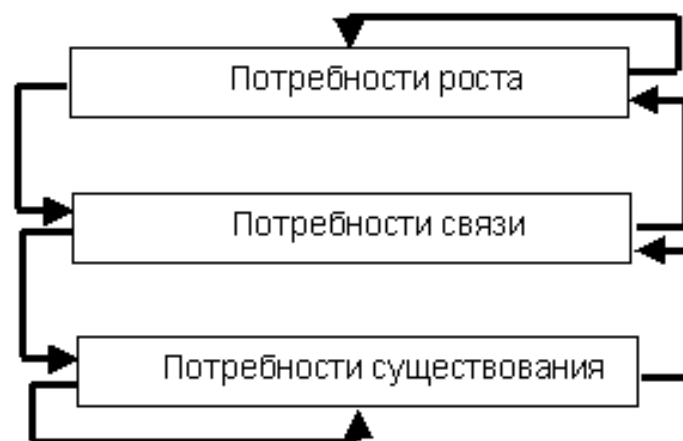 Потребности роста
Потребности связи
Потребности существования